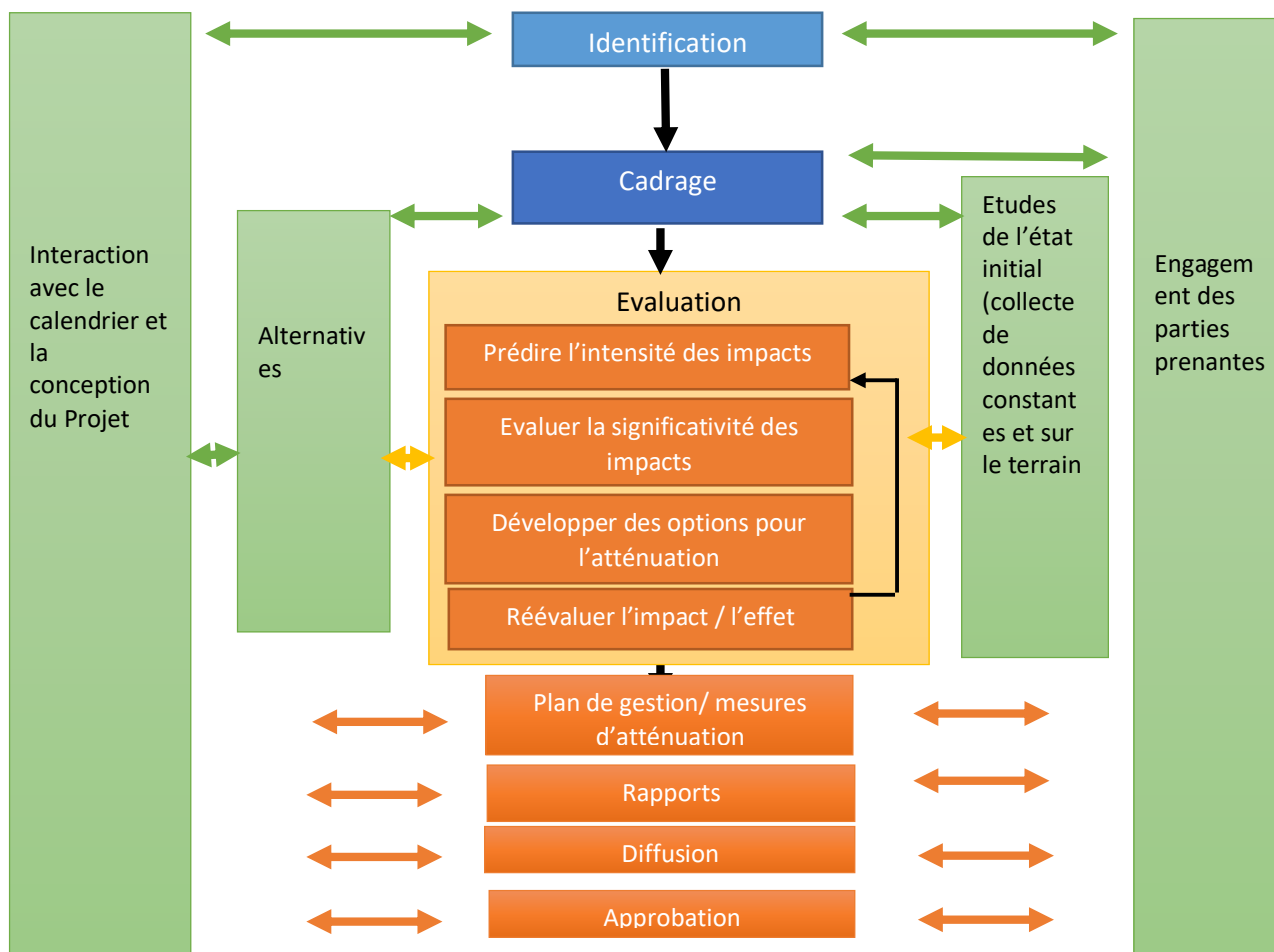 Identification
Cadrage
Interaction
avec le
calendrier et
la
conception
du Projet
Alternativ
es
Evaluation
Prédire l’intensité des impacts
Evaluer la significativité des
impacts
Développer des options pour
l’atténuation
Réévaluer l’impact / l’effet
Etudes
de l’état
initial
(collecte
de
données
constant
es et sur
le terrain
Engagem
ent des
parties
prenantes
Plan de gestion/ mesures
d’atténuation
Rapports
Diffusion
Approbation